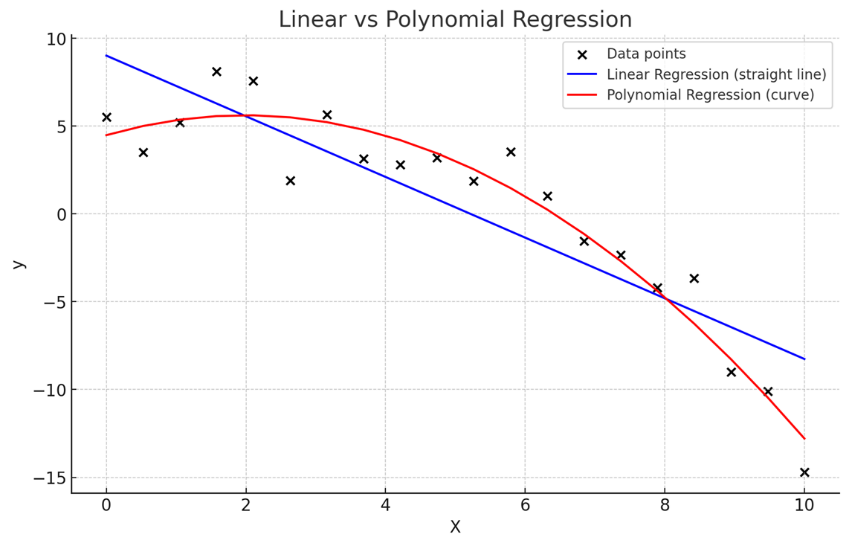 Linear vs Polynomial Regression
Data points
Linear Regression (straight line)
Polynomial Regression (curve)
10
5
0
−5
−10
−15
y
0 2 4 6 8 10
X